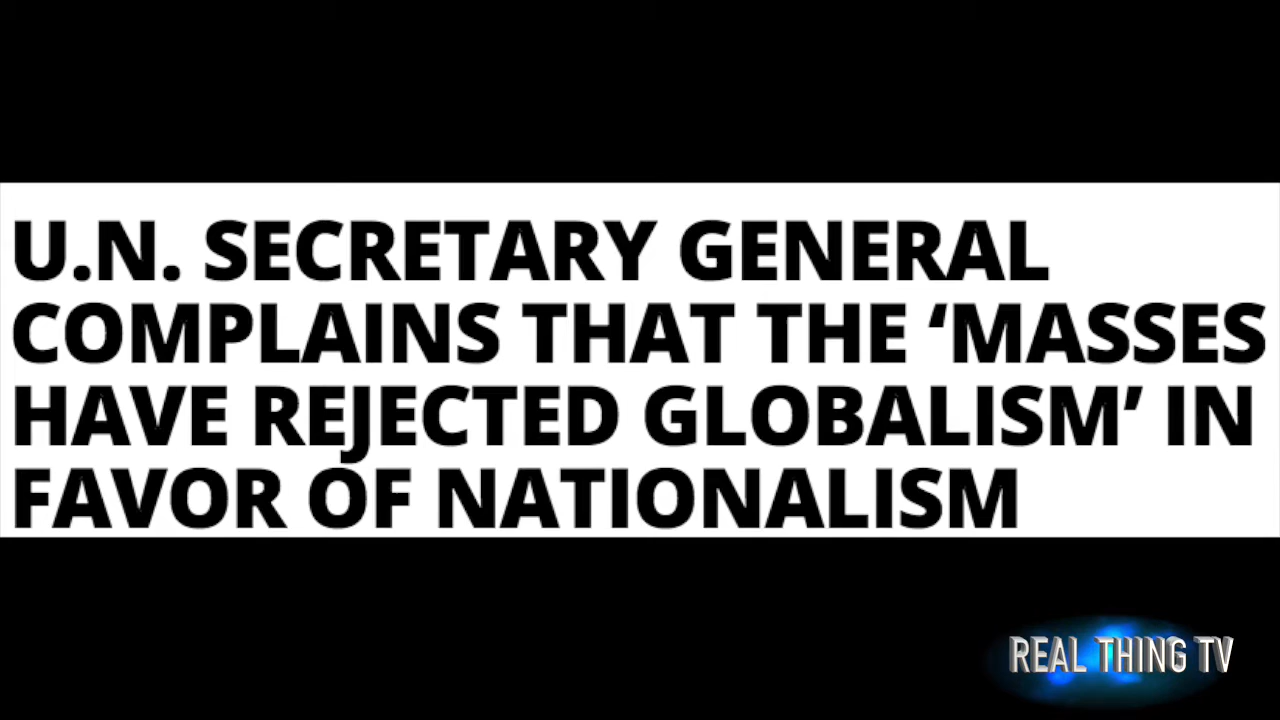 U.N. SECRETARY GENERAL
COMPLAINS THAT THE ‘MASSES
HAVE REJECTED GLOBALISM’ IN
FAVOR OF NATIONALISM
REAL THING TV